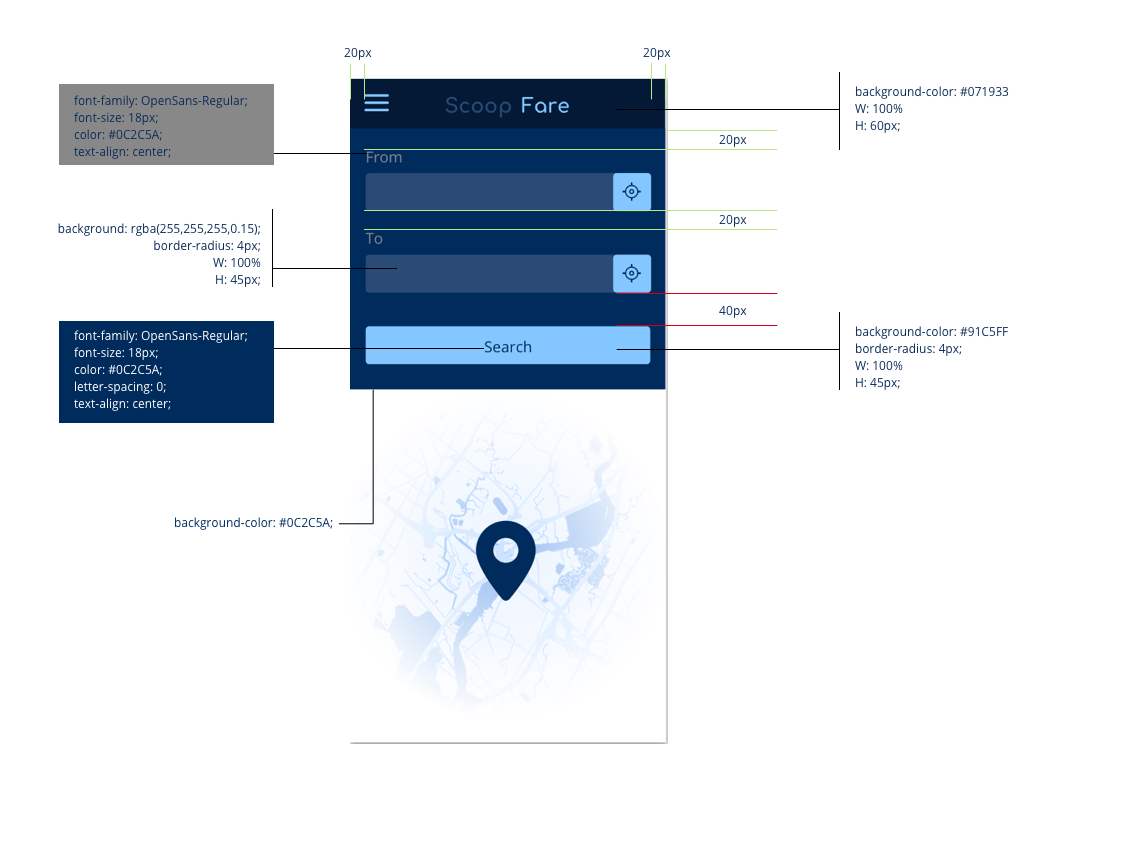 20px
20px
font-family: OpenSans-Regular;
font-size: 18px;
color: #0C2C5A;
text-align: center;
Scoop Fare
background-color: #071933
W: 100%
H: 60px;
20px
From
20px
background: rgba(255,255,255,0.15);
border-radius: 4px;
W: 100%
H: 45px;
To
40px
font-family: OpenSans-Regular;
font-size: 18px;
color: #0C2C5A;
letter-spacing: 0;
text-align: center;
Search
background-color: #91C5FF
border-radius: 4px;
W: 100%
H: 45px;
background-color: #0C2C5A;